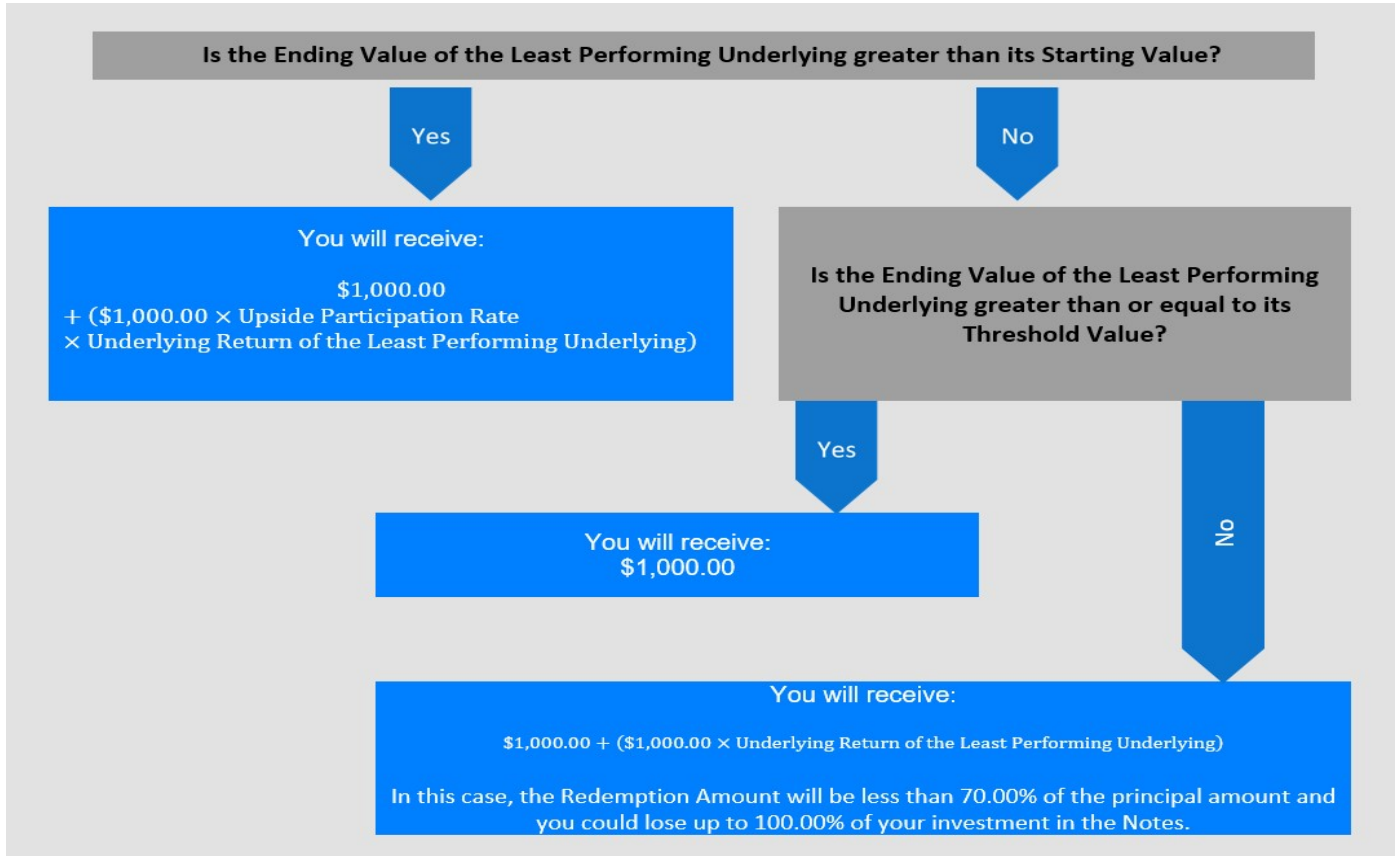 Is the Ending Value of the Least Performing Underlying greater than its Starting Value?
Yes
No
You will receive:
$1,000.00
+ ($1,000.00 × Upside Participation Rate
× Underlying Return of the Least Performing Underlying)
Is the Ending Value of the Least Performing
Underlying greater than or equal to its
Threshold Value?
Yes
No
You will receive:
$1,000.00
You will receive:
$1,000.00 + ($1,000.00 × Underlying Return of the Least Performing Underlying)
In this case, the Redemption Amount will be less than 70.00% of the principal amount and
you could lose up to 100.00% of your investment in the Notes.